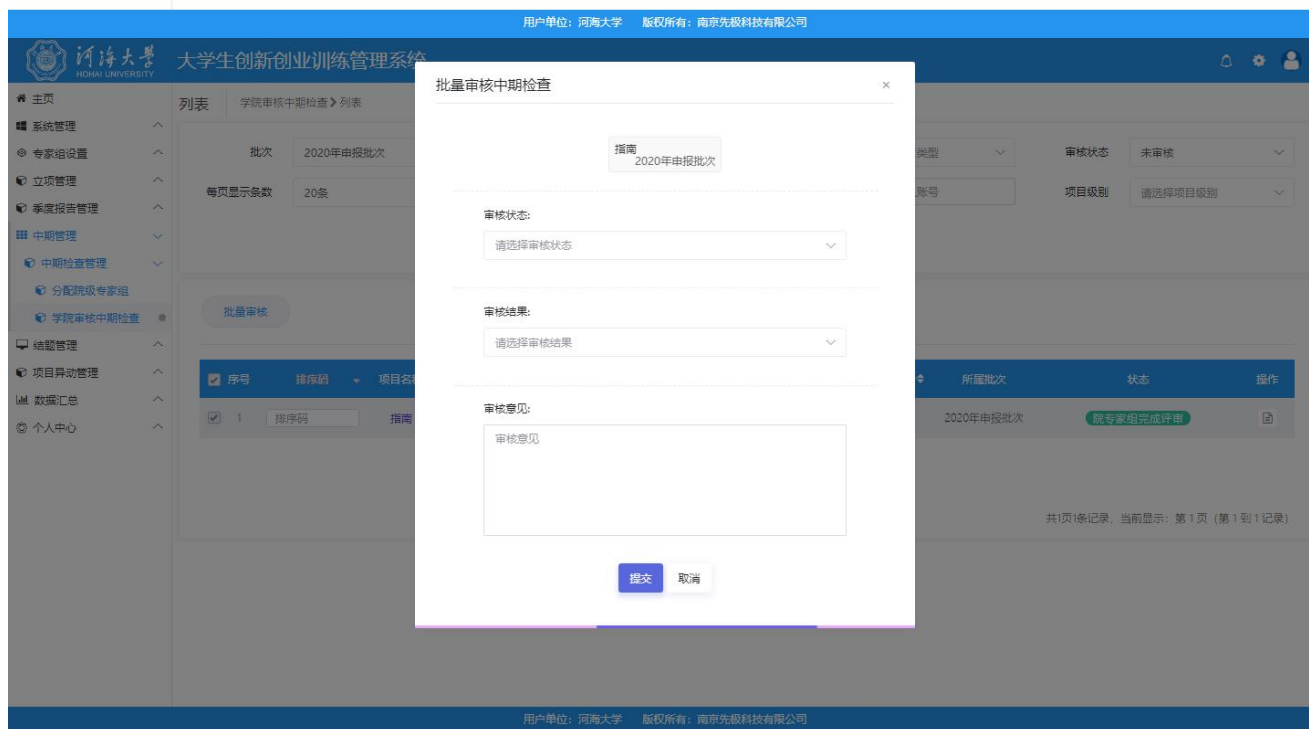 用户单位：河海大学 版权所有：南京先极科技有限公司
河海大学 大学生创新创业训练管理系统
HOHAI UNIVERSITY
批量审核中期检查 ×
主页
列表 学院审核中期检查 列表
系统管理
专家组设置
批次 2020年申报批次
指南
2020年申报批次
类型
审核状态 未审核
立项管理
每页显示条数 20条
账号
项目级别 请选择项目级别
季度报告管理
审核状态:
中期管理
请选择审核状态
中期检查管理
分配院级专家组
学院审核中期检查
批量审核
审核结果:
结题管理
请选择审核结果
项目异动管理
序号 排序码 项目名称
所属批次 状态 操作
数据汇总
个人中心
审核意见:
1 排序码 指南
2020年申报批次 院专家组完成评审
审核意见
共1页1条记录，当前显示：第 1 页（第 1 到 1 记录）
提交 取消
用户单位：河海大学 版权所有：南京先极科技有限公司